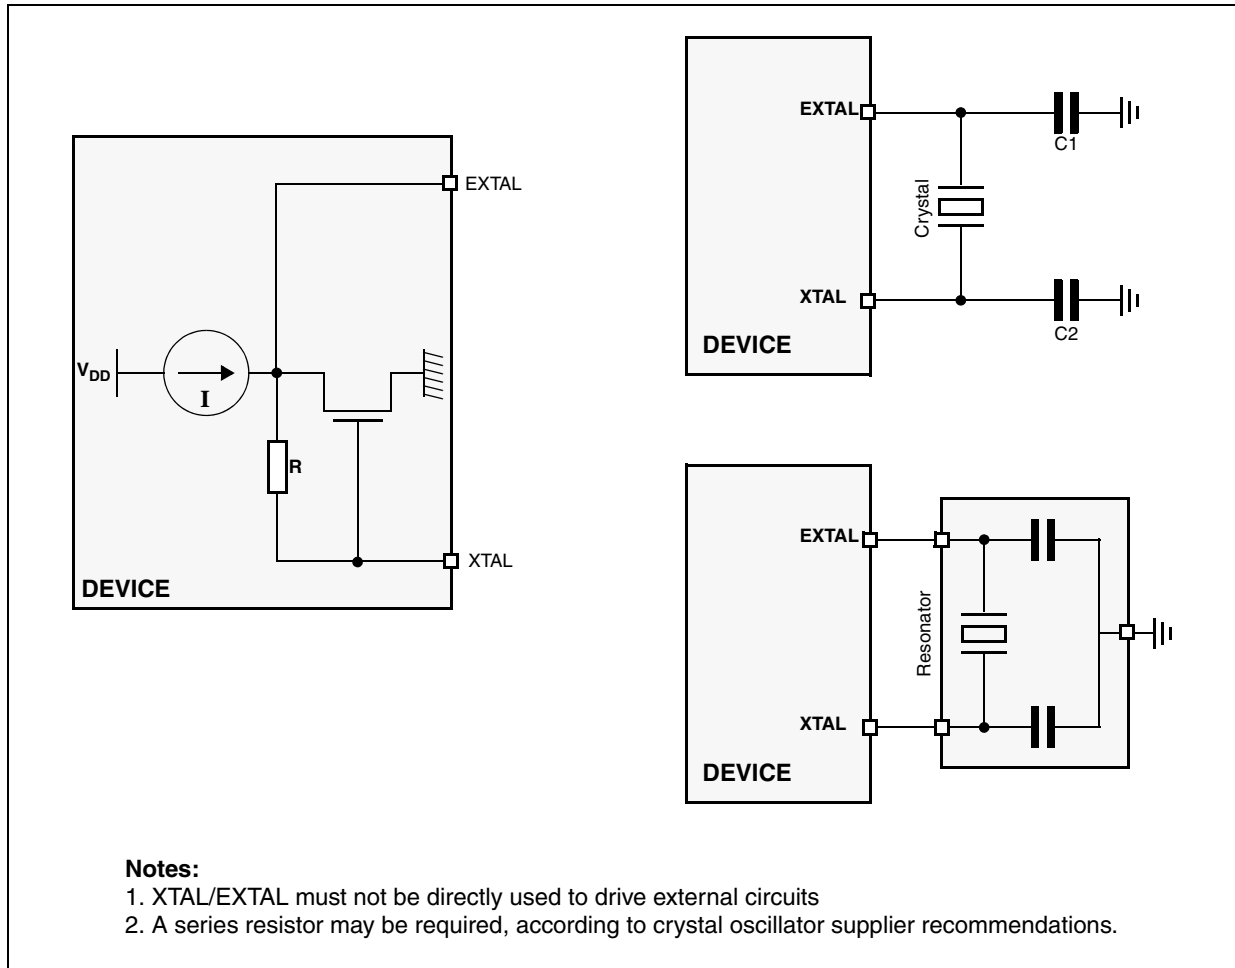 EXTAL
V_DD
I
R
XTAL
DEVICE
EXTAL
C1
Crystal
XTAL
C2
DEVICE
EXTAL
Resonator
XTAL
DEVICE
Notes:
1. XTAL/EXTAL must not be directly used to drive external circuits
2. A series resistor may be required, according to crystal oscillator supplier recommendations.